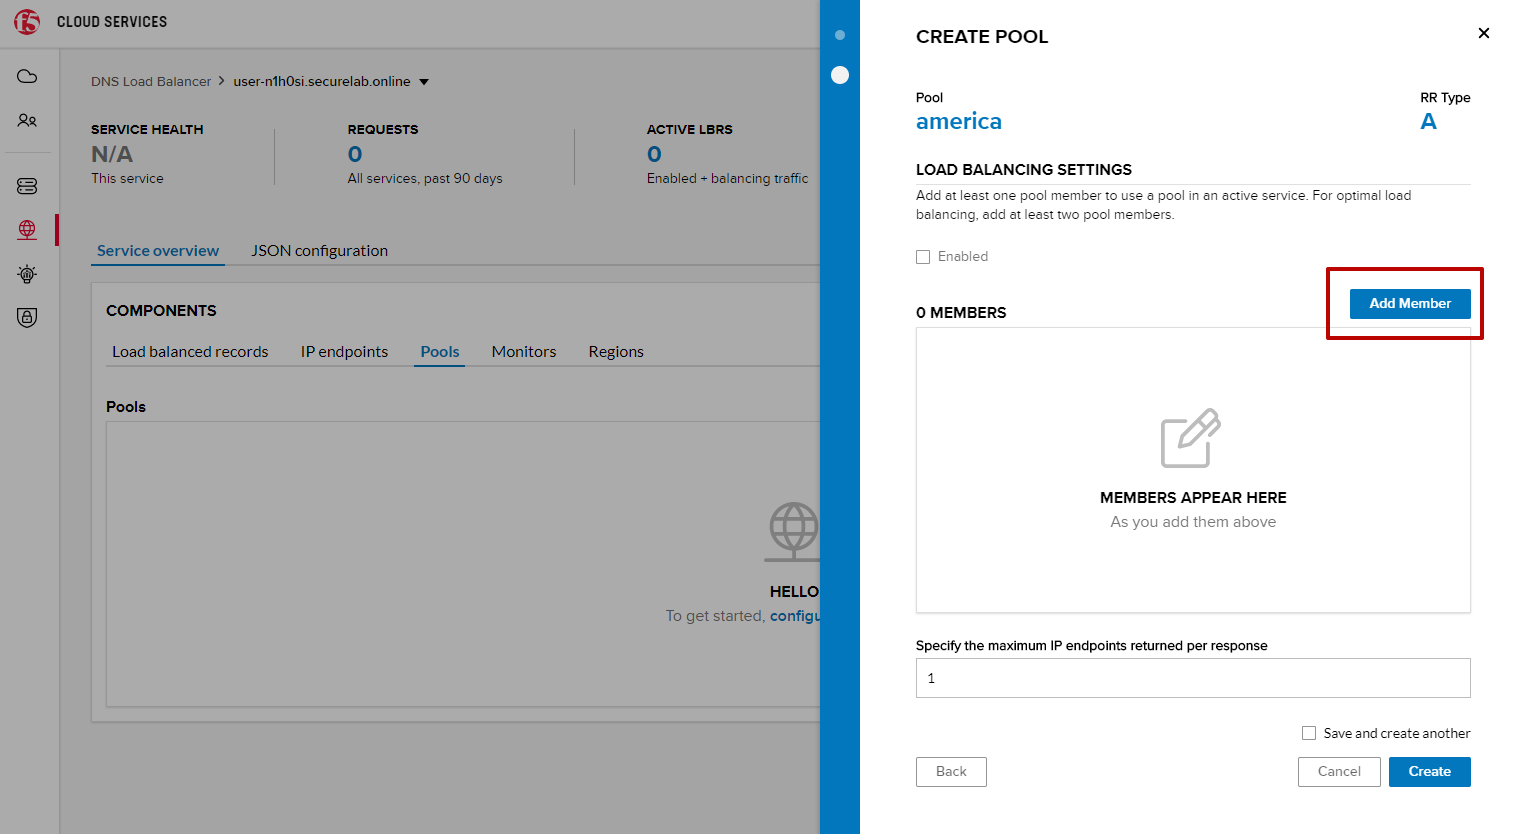 f5 CLOUD SERVICES
DNS Load Balancer > user-n1h0si.securelab.online
SERVICE HEALTH
N/A
This service
REQUESTS
0
All services, past 90 days
ACTIVE LBRS
0
Enabled + balancing traffic
Service overview
JSON configuration
COMPONENTS
Load balanced records
IP endpoints
Pools
Monitors
Regions
Pools
HELLO
To get started, configu
CREATE POOL
Pool
america
RR Type
A
LOAD BALANCING SETTINGS
Add at least one pool member to use a pool in an active service. For optimal load
balancing, add at least two pool members.
Enabled
0 MEMBERS
Add Member
MEMBERS APPEAR HERE
As you add them above
Specify the maximum IP endpoints returned per response
1
Save and create another
Back
Cancel
Create